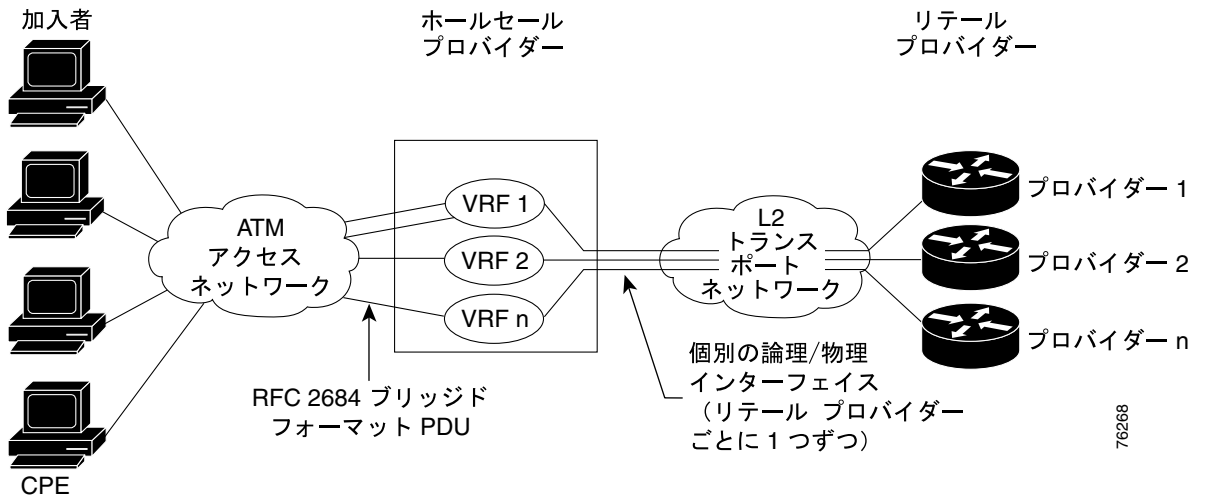 加入者
ホールセール
プロバイダー
リテール
プロバイダー
ATM
アクセス
ネットワーク
VRF 1
VRF 2
VRF n
L2
トランス
ポート
ネットワーク
プロバイダー 1
プロバイダー 2
プロバイダー n
RFC 2684 ブリッジド
フォーマット PDU
個別の論理/物理
インターフェイス
（リテール プロバイダー
ごとに 1 つずつ）
CPE
76268